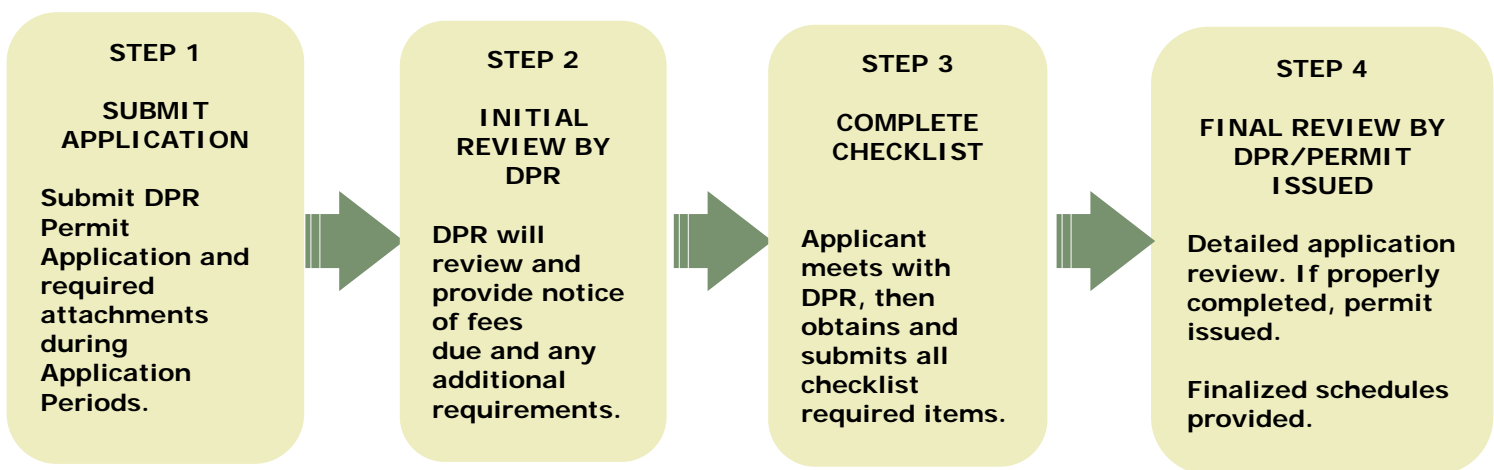 STEP 1
SUBMIT
APPLICATION
Submit DPR
Permit
Application and
required
attachments
during
Application
Periods.
STEP 2
INITIAL
REVIEW BY
DPR
DPR will
review and
provide notice
of fees
due and any
additional
requirements.
STEP 3
COMPLETE
CHECKLIST
Applicant
meets with
DPR, then
obtains and
submits all
checklist
required items.
STEP 4
FINAL REVIEW BY
DPR/PERMIT
ISSUED
Detailed application
review. If properly
completed, permit
issued.
Finalized schedules
provided.